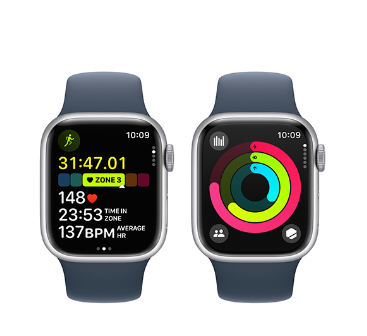 10:09
31:47.01
ZONE 3
148
23:53 TIME IN ZONE
137BPM AVERAGE HR
10:09